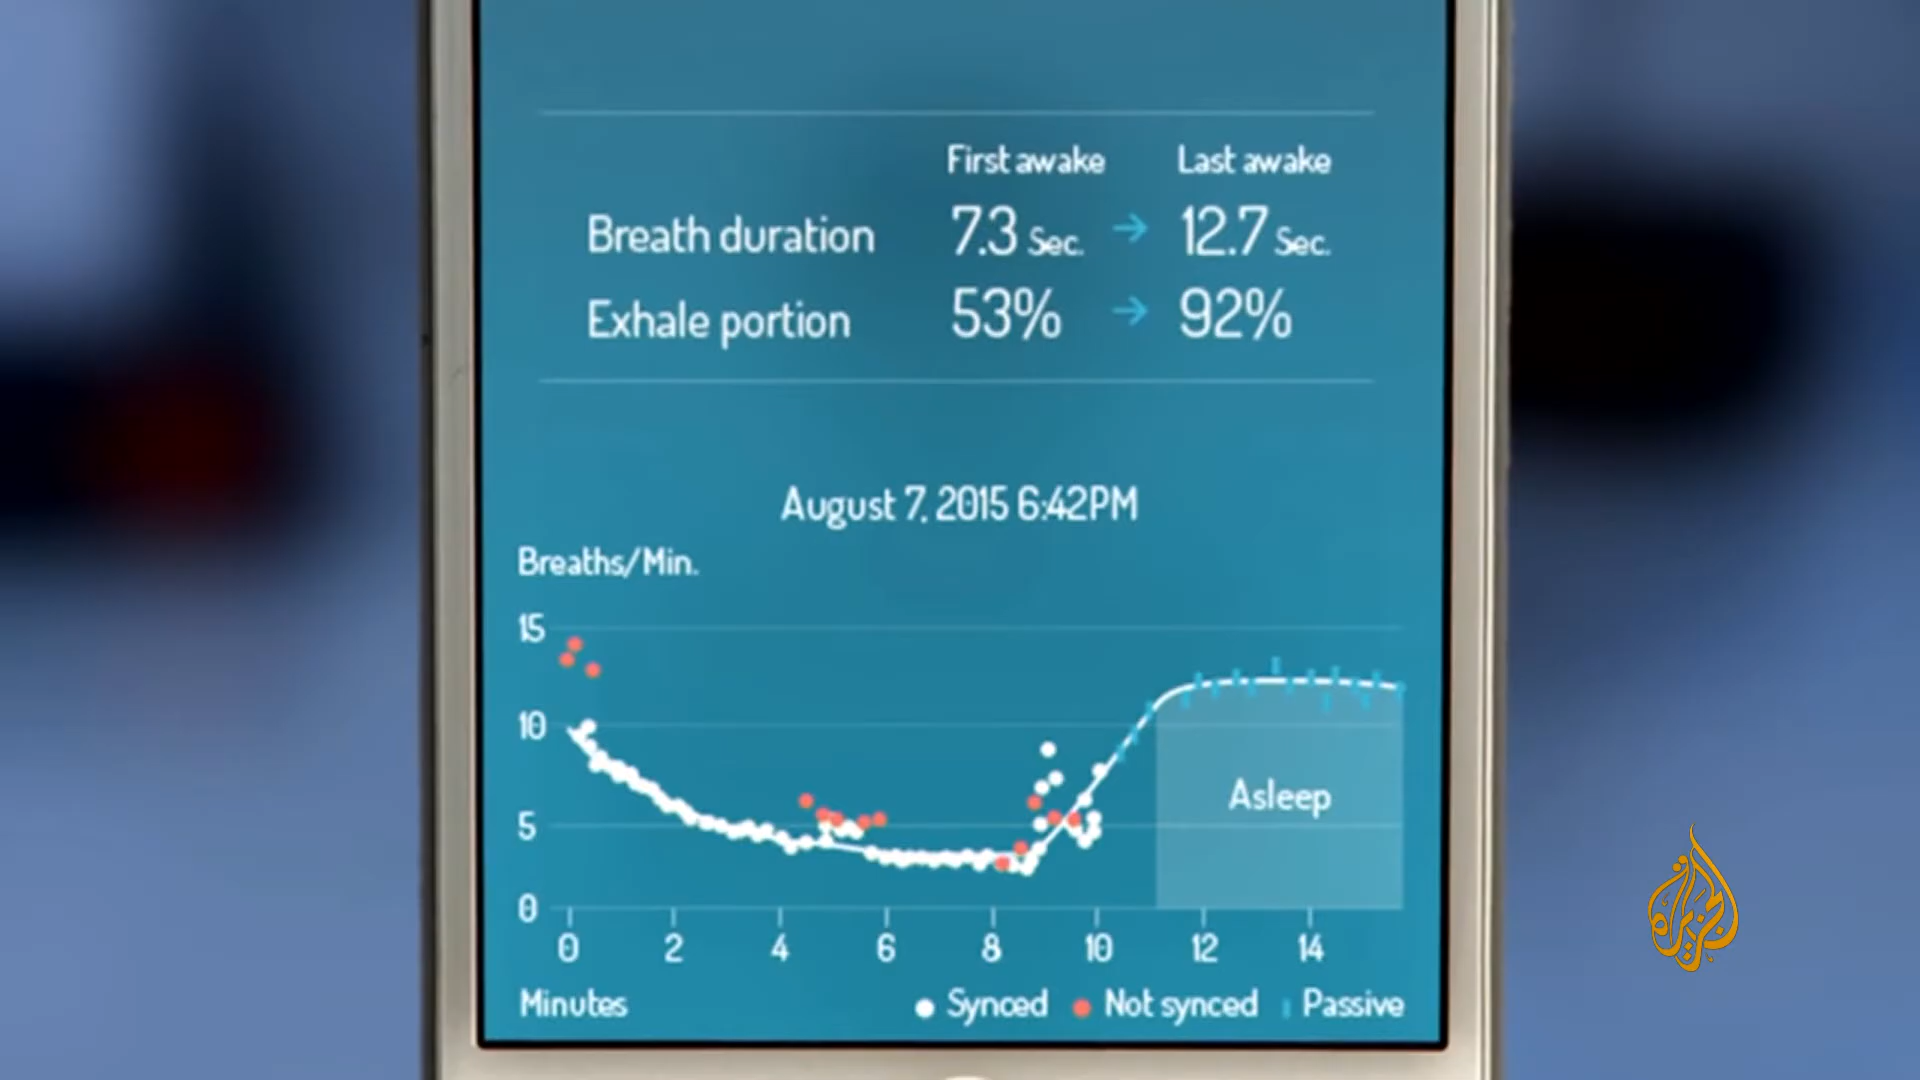 First awake Last awake
Breath duration 7.3 Sec. → 12.7 Sec.
Exhale portion 53% → 92%
August 7, 2015 6:42PM
Breaths/Min.
15
10
5
0
Asleep
0 2 4 6 8 10 12 14
Minutes Synced Not synced Passive
الجزيرة